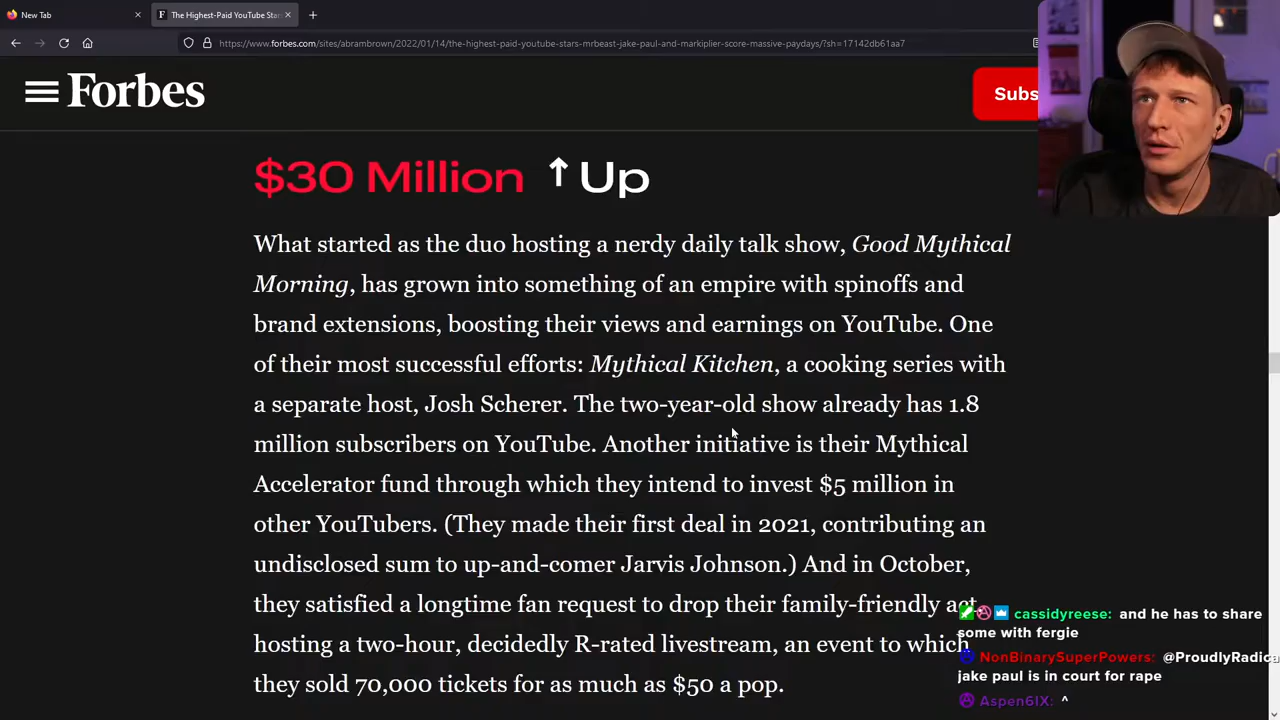 New Tab
The Highest-Paid YouTube Star
https://www.forbes.com/sites/abrambrown/2022/01/14/the-highest-paid-youtube-stars-mrbeast-jake-paul-and-markiplier-score-massive-paydays/?sh=17142db61aa7
Forbes
Subs
$30 Million ↑ Up
What started as the duo hosting a nerdy daily talk show, Good Mythical
Morning, has grown into something of an empire with spinoffs and
brand extensions, boosting their views and earnings on YouTube. One
of their most successful efforts: Mythical Kitchen, a cooking series with
a separate host, Josh Scherer. The two-year-old show already has 1.8
million subscribers on YouTube. Another initiative is their Mythical
Accelerator fund through which they intend to invest $5 million in
other YouTubers. (They made their first deal in 2021, contributing an
undisclosed sum to up-and-comer Jarvis Johnson.) And in October,
they satisfied a longtime fan request to drop their family-friendly act,
hosting a two-hour, decidedly R-rated livestream, an event to which
they sold 70,000 tickets for as much as $50 a pop.
cassidyreese: and he has to share
some with fergie
NonBinarySuperPowers: @ProudlyRadica
jake paul is in court for rape
Aspen6IX: ^